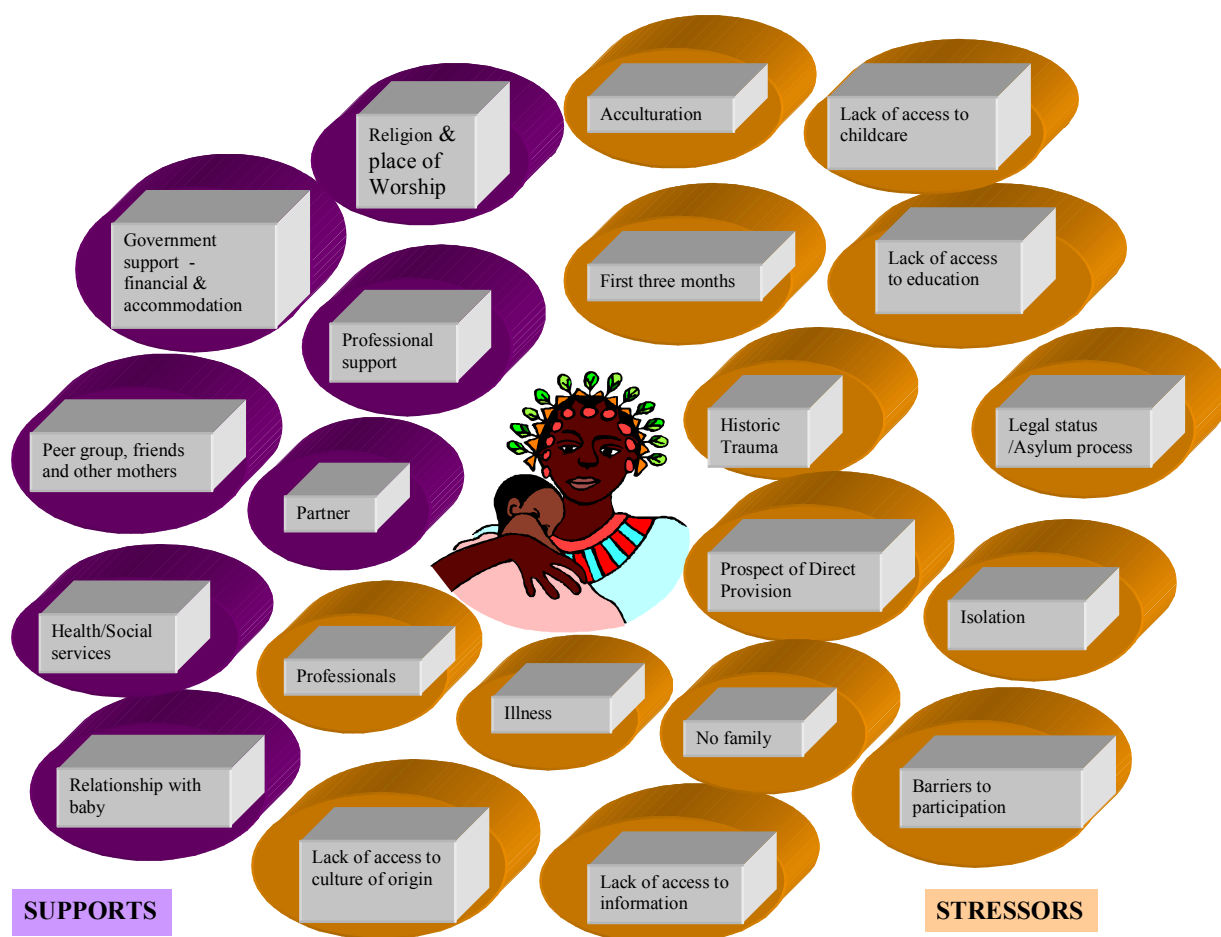 Acculturation
Lack of access to
childcare
Religion &
place of
Worship
Government
support -
financial &
accommodation
First three months
Lack of access
to education
Professional
support
Peer group, friends
and other mothers
Partner
Historic
Trauma
Legal status
/Asylum process
Prospect of Direct
Provision
Isolation
Health/Social
services
Professionals
Illness
No family
Relationship with
baby
Barriers to
participation
Lack of access to
culture of origin
Lack of access to
information
SUPPORTS
STRESSORS